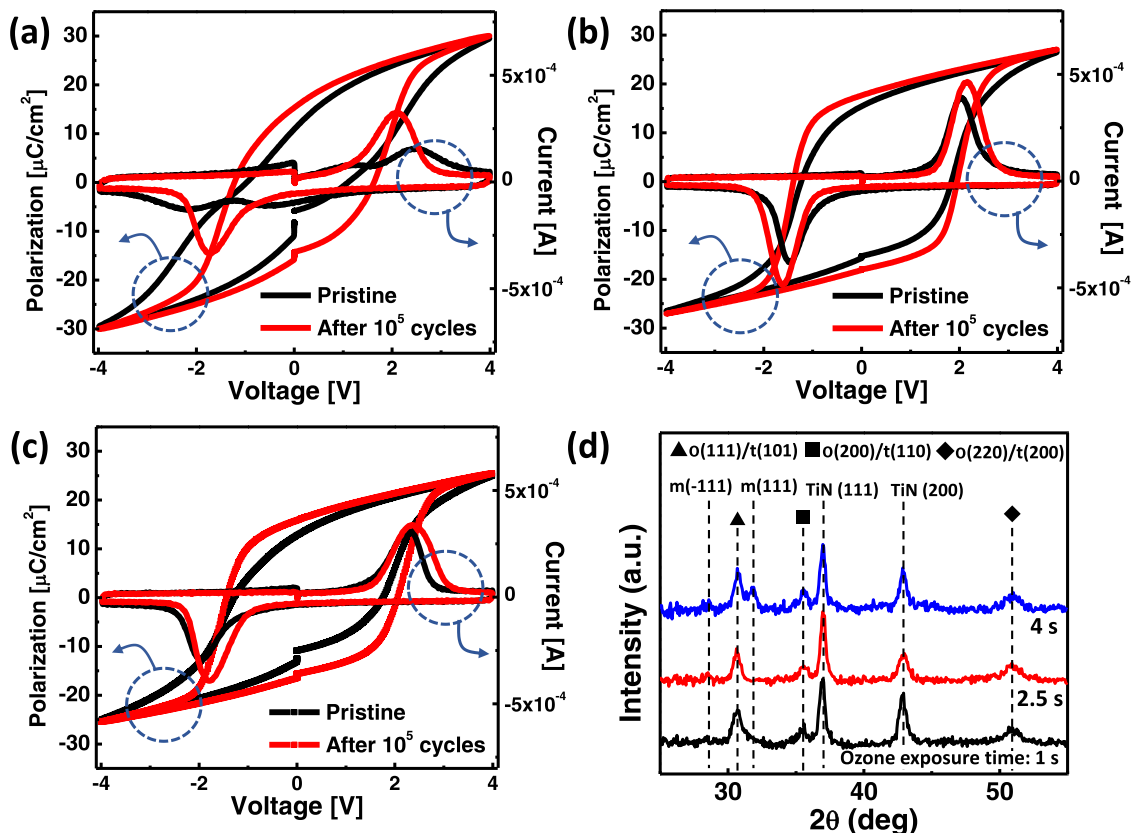 (a)
30
20
10
0
-10
-20
-30
Polarization [μC/cm²]
5x10⁻⁴
0
-5x10⁻⁴
Current [A]
Pristine
After 10⁵ cycles
-4 -2 0 2 4
Voltage [V]
(b)
30
20
10
0
-10
-20
-30
Polarization [μC/cm²]
5x10⁻⁴
0
-5x10⁻⁴
Current [A]
Pristine
After 10⁵ cycles
-4 -2 0 2 4
Voltage [V]
(c)
30
20
10
0
-10
-20
-30
Polarization [μC/cm²]
5x10⁻⁴
0
-5x10⁻⁴
Current [A]
Pristine
After 10⁵ cycles
-4 -2 0 2 4
Voltage [V]
(d)
▲o(111)/t(101) ■o(200)/t(110) ◆o(220)/t(200)
m(-111) m(111) TiN (111) TiN (200)
4 s
2.5 s
Ozone exposure time: 1 s
Intensity (a.u.)
30 40 50
2θ (deg)